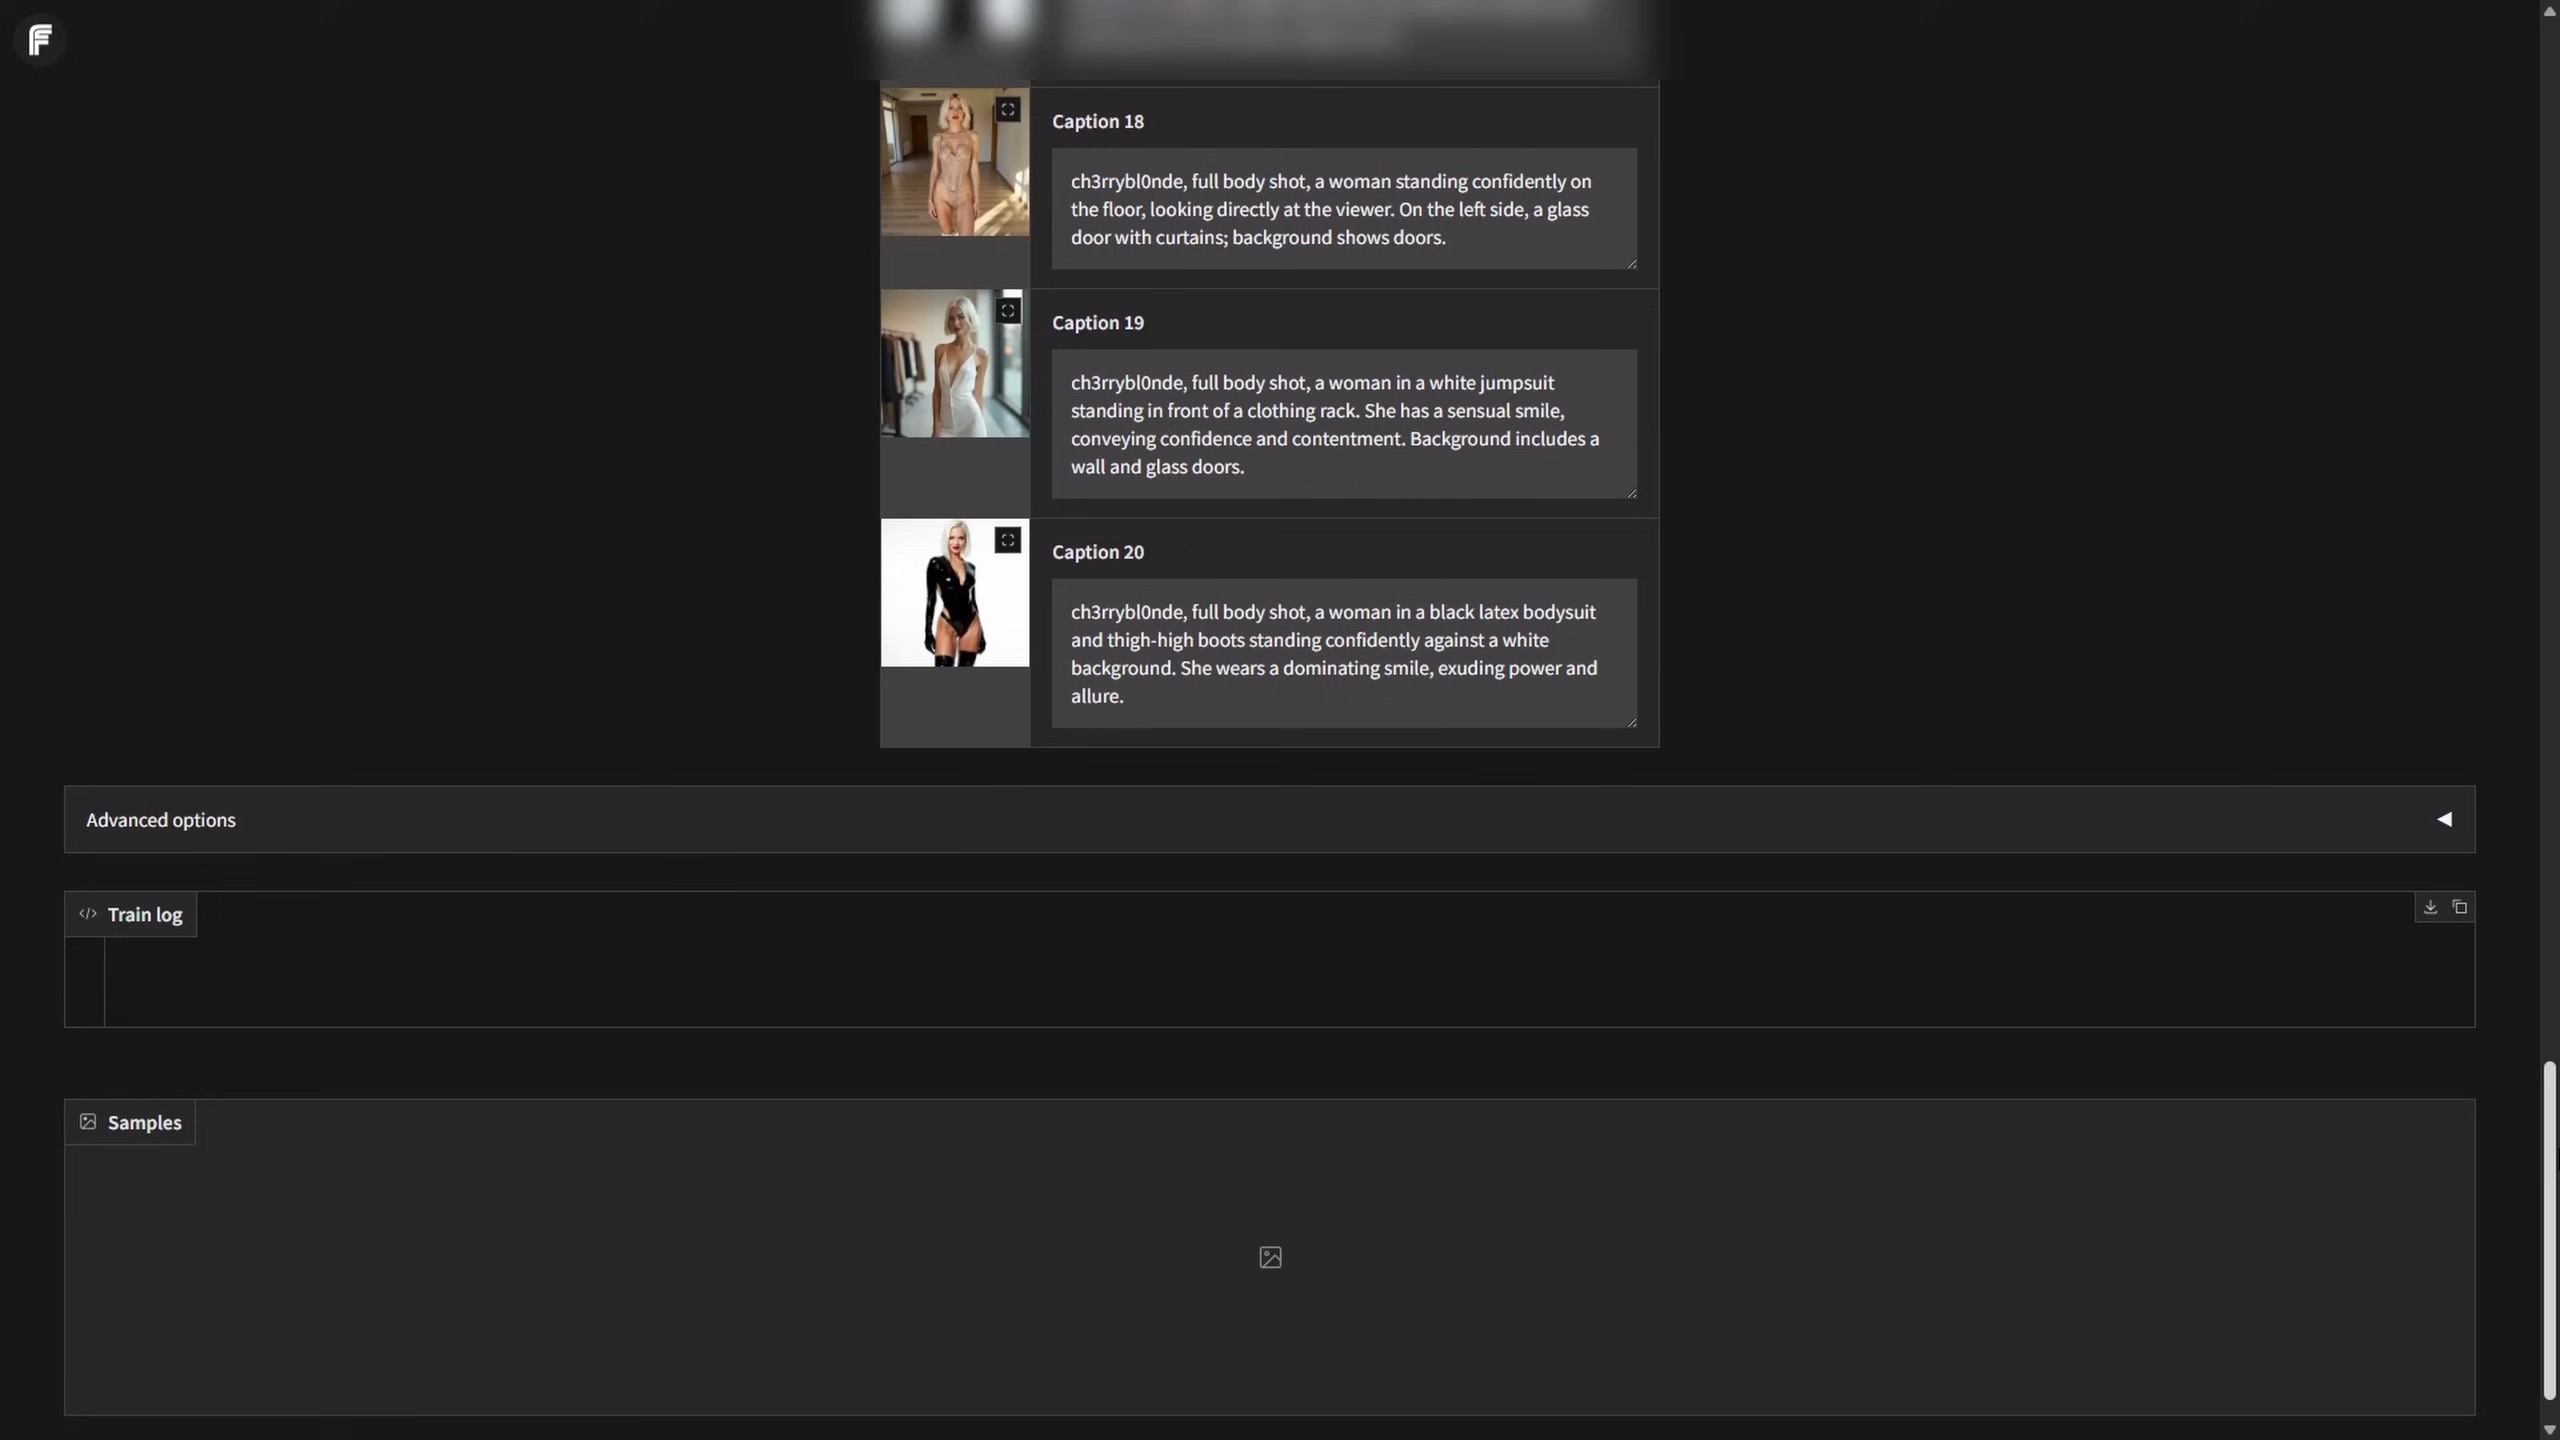 Caption 18
ch3rrybl0nde, full body shot, a woman standing confidently on
the floor, looking directly at the viewer. On the left side, a glass
door with curtains; background shows doors.
Caption 19
ch3rrybl0nde, full body shot, a woman in a white jumpsuit
standing in front of a clothing rack. She has a sensual smile,
conveying confidence and contentment. Background includes a
wall and glass doors.
Caption 20
ch3rrybl0nde, full body shot, a woman in a black latex bodysuit
and thigh-high boots standing confidently against a white
background. She wears a dominating smile, exuding power and
allure.
Advanced options
Train log
Samples